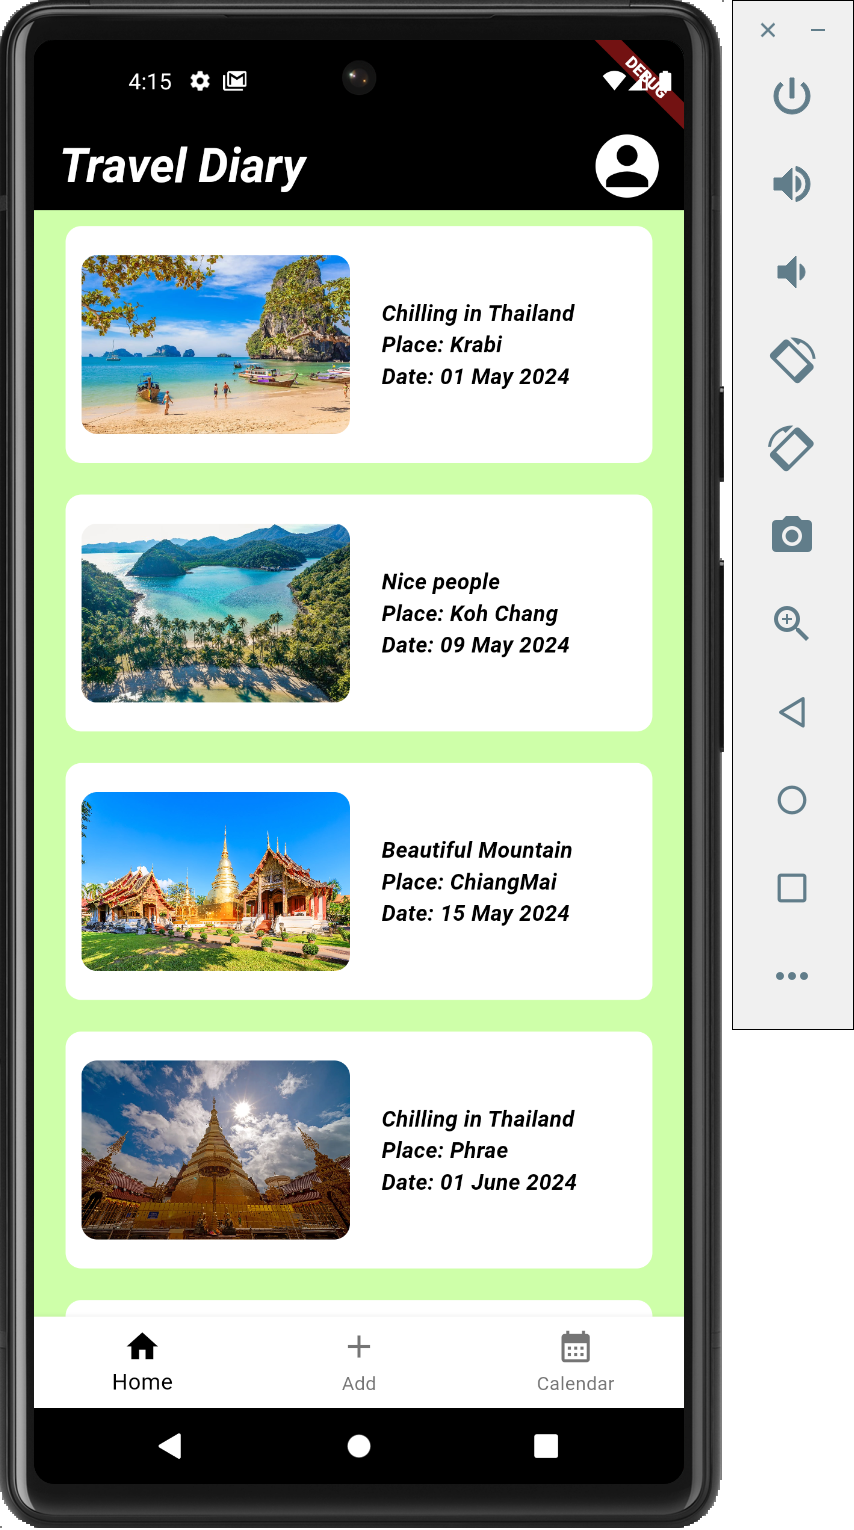 4:15
DEBUG
Travel Diary
Chilling in Thailand
Place: Krabi
Date: 01 May 2024
Nice people
Place: Koh Chang
Date: 09 May 2024
Beautiful Mountain
Place: ChiangMai
Date: 15 May 2024
Chilling in Thailand
Place: Phrae
Date: 01 June 2024
Home
Add
Calendar